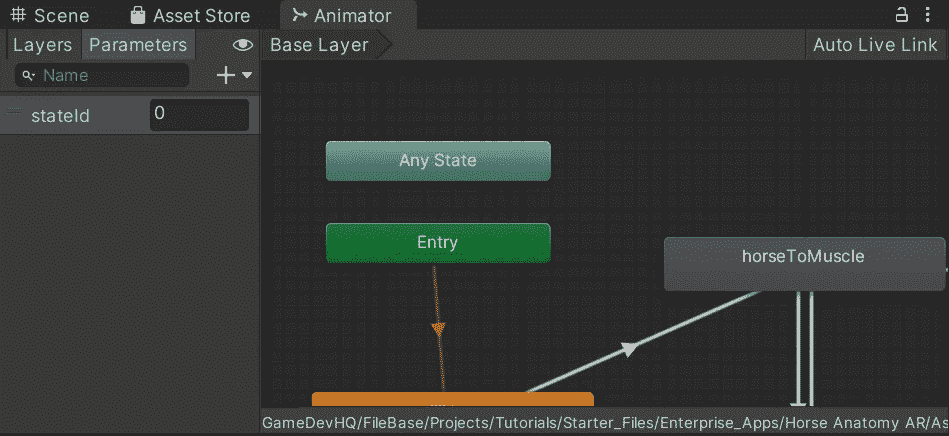 Scene Asset Store Animator
Layers Parameters Base Layer Auto Live Link
Name
stateId 0
Any State
Entry
horseToMuscle
GameDevHQ/FileBase/Projects/Tutorials/Starter_Files/Enterprise_Apps/Horse Anatomy AR/As